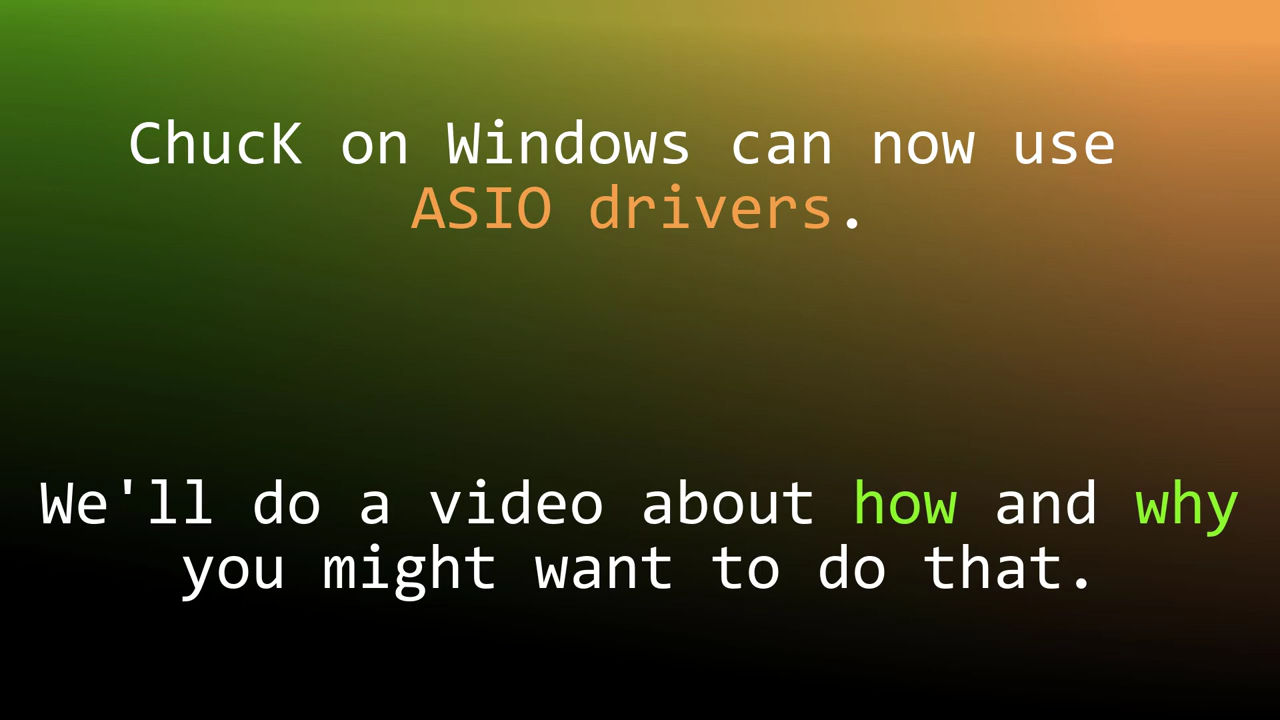 ChucK on Windows can now use
ASIO drivers.
We'll do a video about how and why
you might want to do that.